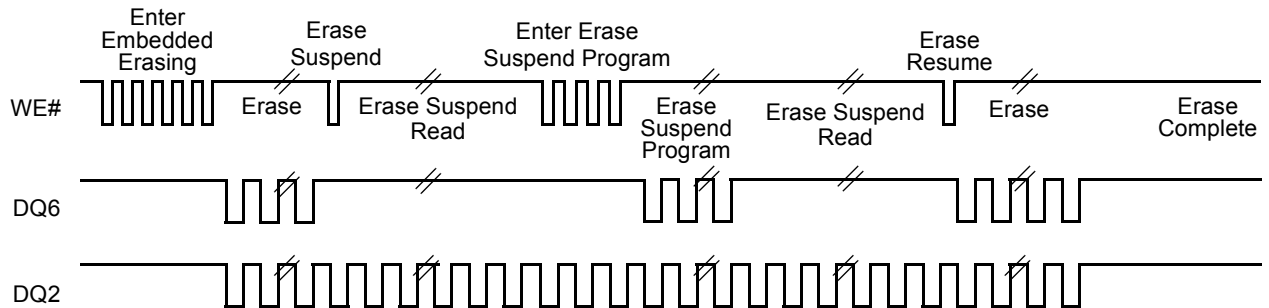 Enter
Embedded
Erasing
Erase
Suspend
Enter Erase
Suspend Program
Erase
Resume
WE#
Erase
Erase Suspend
Read
Erase
Suspend
Program
Erase Suspend
Read
Erase
Erase
Complete
DQ6
DQ2